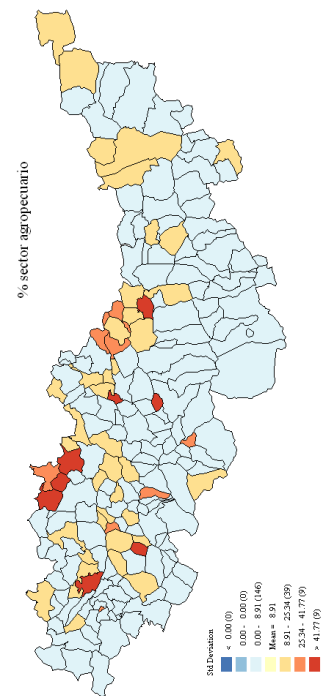 % sector agropecuario
Std Deviation
< 0.00 (0)
0.00 - 0.00 (0)
0.00 - 8.91 (146)
Mean = 8.91
8.91 - 25.34 (39)
25.34 - 41.77 (9)
> 41.77 (9)